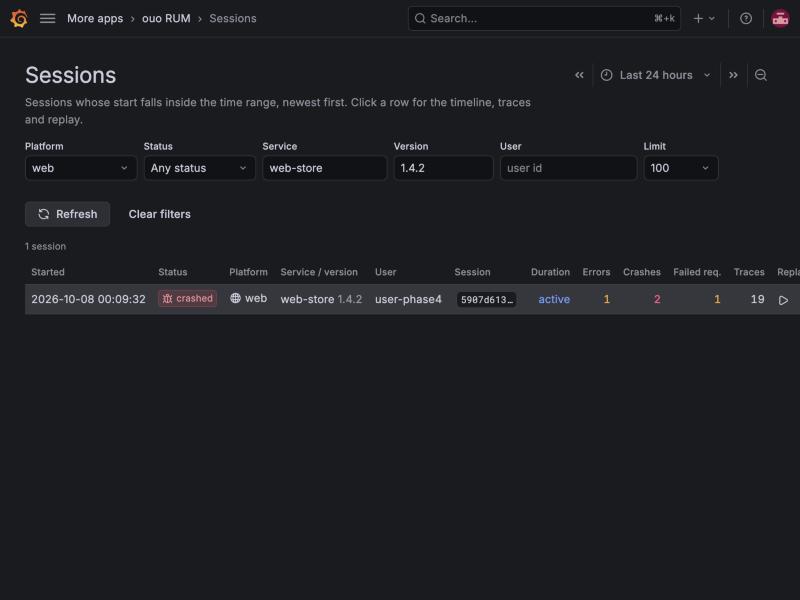 More apps › ouo RUM › Sessions
Search... ⌘+k
Sessions
Last 24 hours
Sessions whose start falls inside the time range, newest first. Click a row for the timeline, traces
and replay.
Platform Status Service Version User Limit
web Any status web-store 1.4.2 user id 100
Refresh Clear filters
1 session
Started Status Platform Service / version User Session Duration Errors Crashes Failed req. Traces Repla
2026-10-08 00:09:32 crashed web web-store 1.4.2 user-phase4 5907d613… active 1 2 1 19